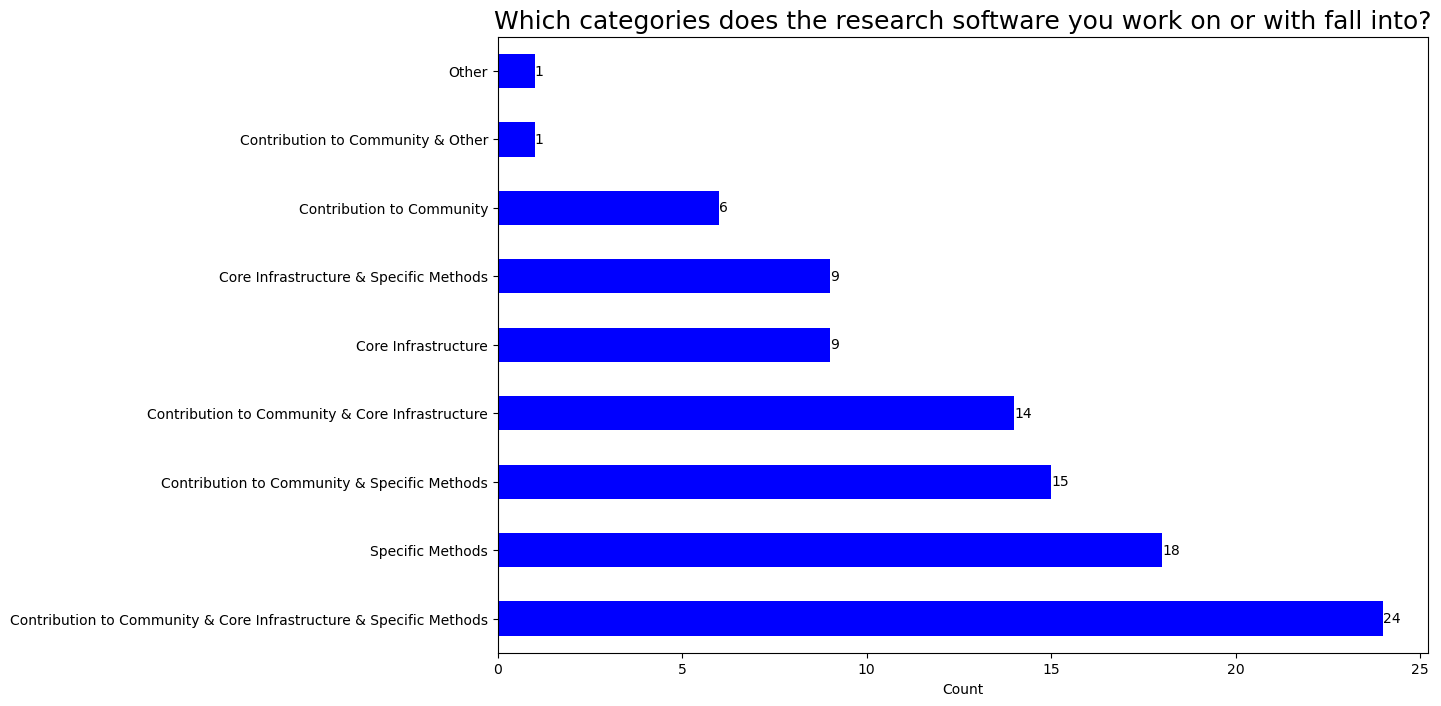 Which categories does the research software you work on or with fall into?
Other
1
Contribution to Community & Other
1
Contribution to Community
6
Core Infrastructure & Specific Methods
9
Core Infrastructure
9
Contribution to Community & Core Infrastructure
14
Contribution to Community & Specific Methods
15
Specific Methods
18
Contribution to Community & Core Infrastructure & Specific Methods
24
0 5 10 15 20 25
Count